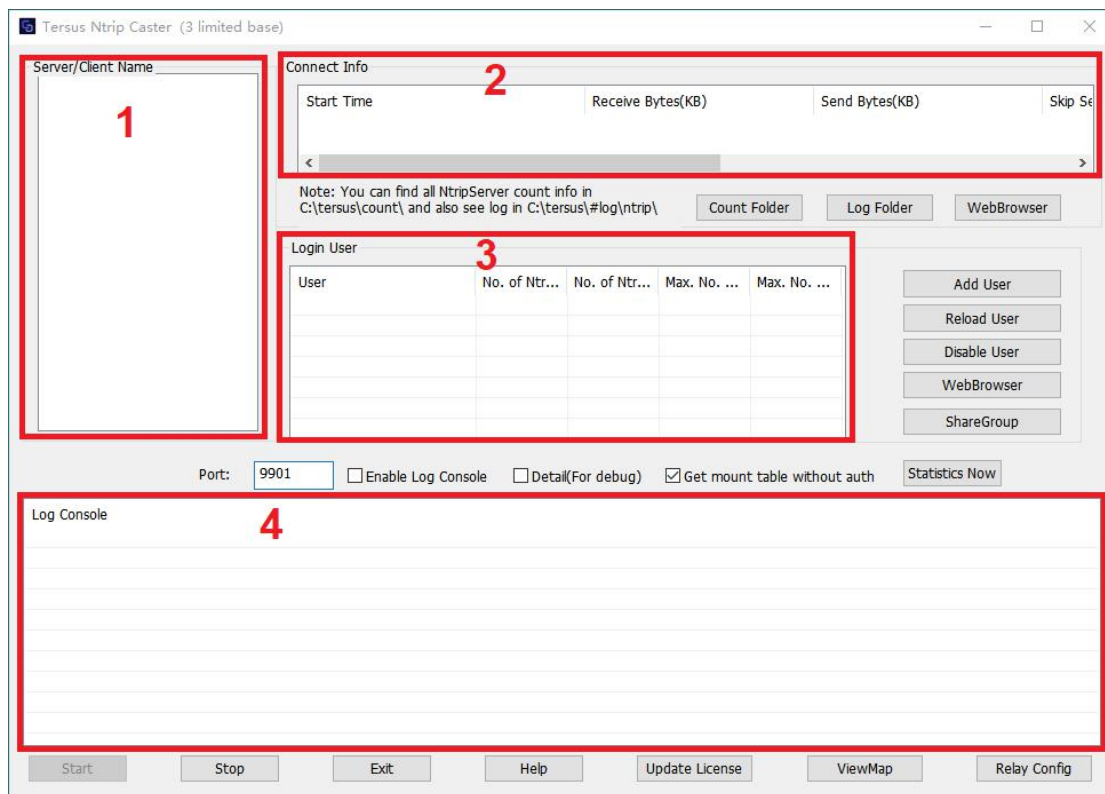 Tersus Ntrip Caster (3 limited base)
Server/Client Name
1
Connect Info
2
Start Time Receive Bytes(KB) Send Bytes(KB) Skip Se
Note: You can find all NtripServer count info in
C:\tersus\count\ and also see log in C:\tersus\#log\ntrip\
Count Folder Log Folder WebBrowser
Login User
3
User No. of Ntr... No. of Ntr... Max. No. ... Max. No. ...
Add User
Reload User
Disable User
WebBrowser
ShareGroup
Port: 9901 Enable Log Console Detail(For debug) Get mount table without auth Statistics Now
Log Console
4
Start Stop Exit Help Update License ViewMap Relay Config